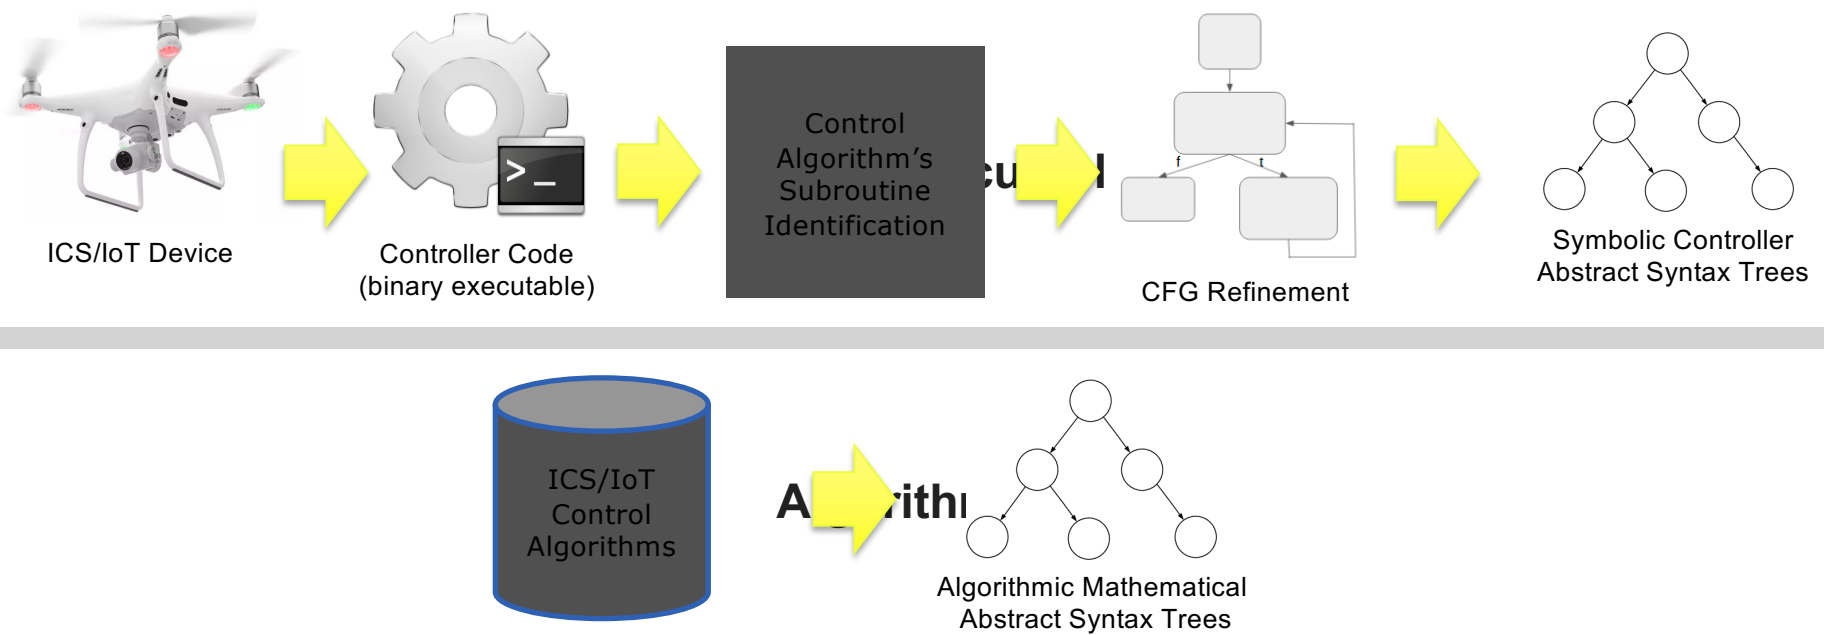 Control
Algorithm's
Subroutine
Identification
f
t
ICS/IoT Device
Controller Code
(binary executable)
>_
CFG Refinement
Symbolic Controller
Abstract Syntax Trees
ICS/IoT
Control
Algorithms
Algorithmic Mathematical
Abstract Syntax Trees